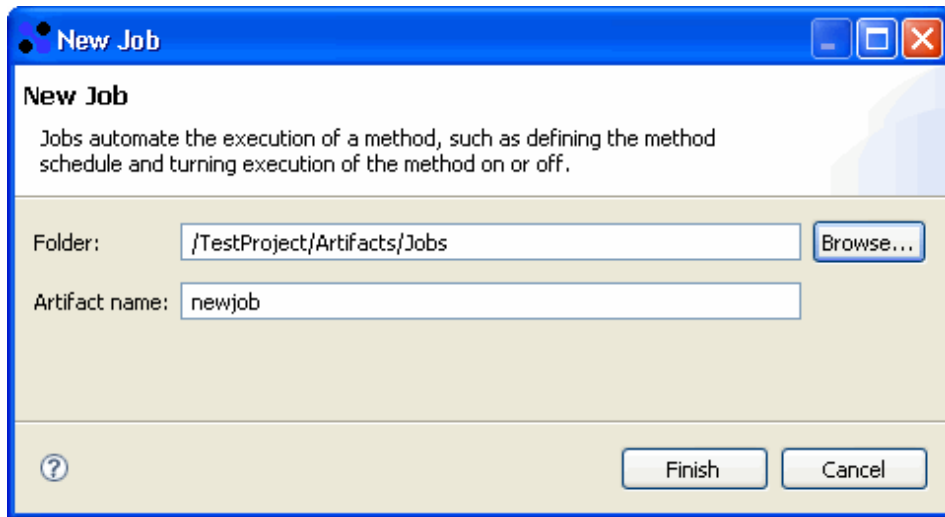 New Job
New Job
Jobs automate the execution of a method, such as defining the method
schedule and turning execution of the method on or off.
Folder: /TestProject/Artifacts/Jobs Browse...
Artifact name: newjob
? Finish Cancel